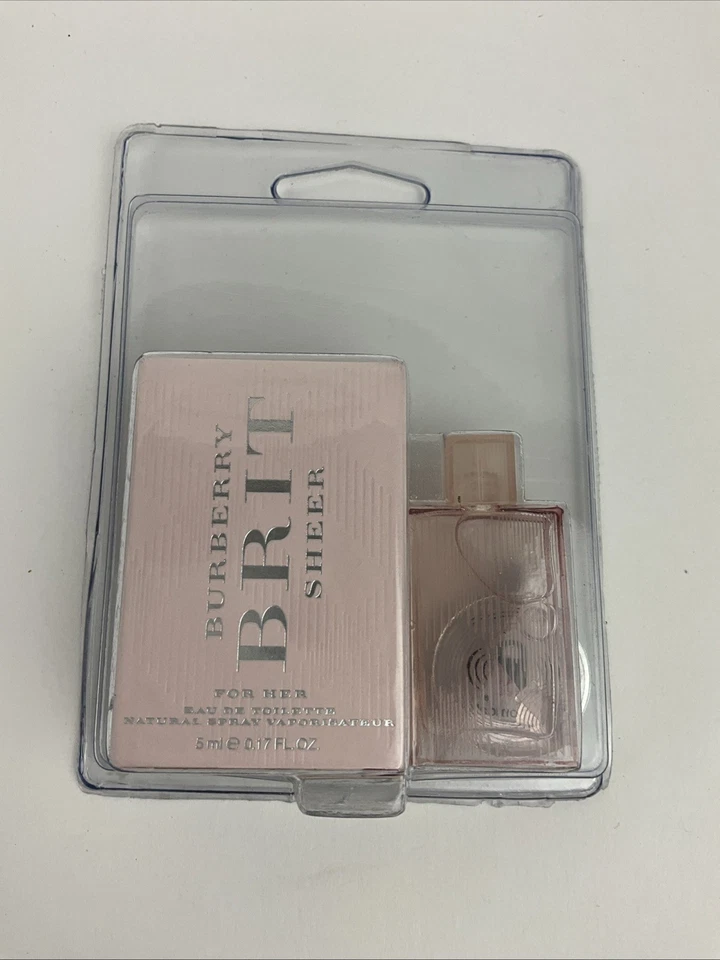 BURBERRY
BRIT
SHEER
FOR HER
EAU DE TOILETTE
NATURAL SPRAY VAPORISATEUR
5 ml ℮ 0.17 FL.OZ.